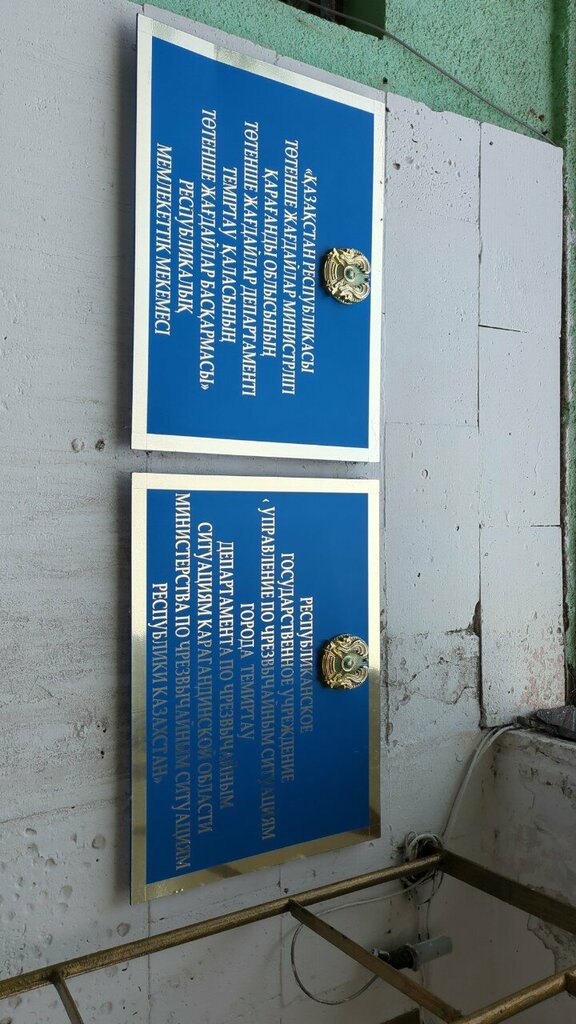 «ҚАЗАҚСТАН РЕСПУБЛИКАСЫ
ТӨТЕНШЕ ЖАҒДАЙЛАР МИНИСТРЛІГІ
ҚАРАҒАНДЫ ОБЛЫСЫНЫҢ
ТӨТЕНШЕ ЖАҒДАЙЛАР ДЕПАРТАМЕНТІ
ТЕМІРТАУ ҚАЛАСЫНЫҢ
ТӨТЕНШЕ ЖАҒДАЙЛАР БАСҚАРМАСЫ»
РЕСПУБЛИКАЛЫҚ
МЕМЛЕКЕТТІК МЕКЕМЕСІ
РЕСПУБЛИКАНСКОЕ
ГОСУДАРСТВЕННОЕ УЧРЕЖДЕНИЕ
‹ УПРАВЛЕНИЕ ПО ЧРЕЗВЫЧАЙНЫМ СИТУАЦИЯМ
ГОРОДА ТЕМИРТАУ
ДЕПАРТАМЕНТА ПО ЧРЕЗВЫЧАЙНЫМ
СИТУАЦИЯМ КАРАГАНДИНСКОЙ ОБЛАСТИ
МИНИСТЕРСТВА ПО ЧРЕЗВЫЧАЙНЫМ СИТУАЦИЯМ
РЕСПУБЛИКИ КАЗАХСТАН»